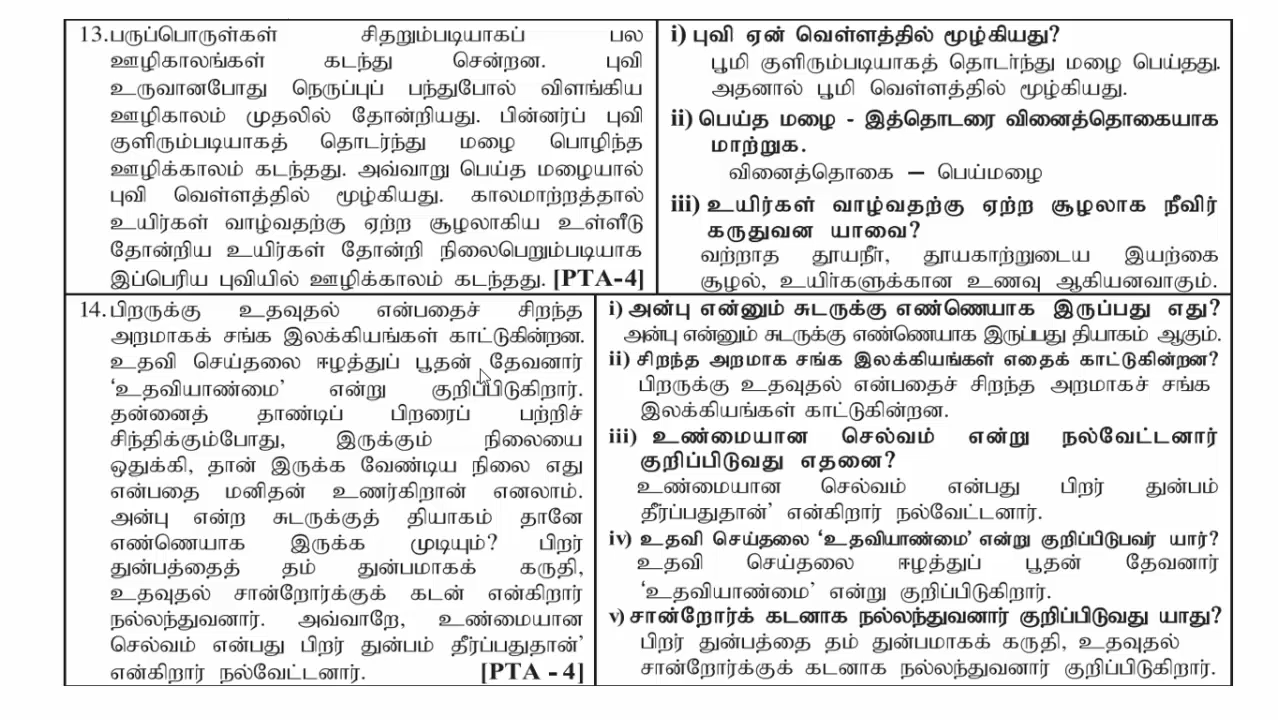 13.பருப்பொருள்கள் சிதறும்படியாகப் பல
ஊழிகாலங்கள் கடந்து சென்றன. புவி
உருவானபோது நெருப்புப் பந்துபோல் விளங்கிய
ஊழிகாலம் முதலில் தோன்றியது. பின்னர்ப் புவி
குளிரும்படியாகத் தொடர்ந்து மழை பொழிந்த
ஊழிக்காலம் கடந்தது. அவ்வாறு பெய்த மழையால்
புவி வெள்ளத்தில் மூழ்கியது. காலமாற்றத்தால்
உயிர்கள் வாழ்வதற்கு ஏற்ற சூழலாகிய உள்ளீடு
தோன்றிய உயிர்கள் தோன்றி நிலைபெறும்படியாக
இப்பெரிய புவியில் ஊழிக்காலம் கடந்தது. [PTA-4]
i) புவி ஏன் வெள்ளத்தில் மூழ்கியது?
பூமி குளிரும்படியாகத் தொடர்ந்து மழை பெய்தது.
அதனால் பூமி வெள்ளத்தில் மூழ்கியது.
ii) பெய்த மழை - இத்தொடரை வினைத்தொகையாக
மாற்றுக.
வினைத்தொகை – பெய்மழை
iii) உயிர்கள் வாழ்வதற்கு ஏற்ற சூழலாக நீவிர்
கருதுவன யாவை?
வற்றாத தூயநீர், தூயகாற்றுடைய இயற்கை
சூழல், உயிர்களுக்கான உணவு ஆகியனவாகும்.
14.பிறருக்கு உதவுதல் என்பதைச் சிறந்த
அறமாகக் சங்க இலக்கியங்கள் காட்டுகின்றன.
உதவி செய்தலை ஈழத்துப் பூதன் தேவனார்
‘உதவியாண்மை’ என்று குறிப்பிடுகிறார்.
தன்னைத் தாண்டிப் பிறரைப் பற்றிச்
சிந்திக்கும்போது, இருக்கும் நிலையை
ஒதுக்கி, தான் இருக்க வேண்டிய நிலை எது
என்பதை மனிதன் உணர்கிறான் எனலாம்.
அன்பு என்ற சுடருக்குத் தியாகம் தானே
எண்ணெயாக இருக்க முடியும்? பிறர்
துன்பத்தைத் தம் துன்பமாகக் கருதி,
உதவுதல் சான்றோர்க்குக் கடன் என்கிறார்
நல்லந்துவனார். அவ்வாறே, உண்மையான
செல்வம் என்பது பிறர் துன்பம் தீர்ப்பதுதான்’
என்கிறார் நல்வேட்டனார். [PTA - 4]
i) அன்பு என்னும் சுடருக்கு எண்ணெயாக இருப்பது எது?
அன்பு என்னும் சுடருக்கு எண்ணெயாக இருப்பது தியாகம் ஆகும்.
ii) சிறந்த அறமாக சங்க இலக்கியங்கள் எதைக் காட்டுகின்றன?
பிறருக்கு உதவுதல் என்பதைச் சிறந்த அறமாகச் சங்க
இலக்கியங்கள் காட்டுகின்றன.
iii) உண்மையான செல்வம் என்று நல்வேட்டனார்
குறிப்பிடுவது எதனை?
உண்மையான செல்வம் என்பது பிறர் துன்பம்
தீர்ப்பதுதான்’ என்கிறார் நல்வேட்டனார்.
iv) உதவி செய்தலை ‘உதவியாண்மை’ என்று குறிப்பிடுபவர் யார்?
உதவி செய்தலை ஈழத்துப் பூதன் தேவனார்
‘உதவியாண்மை’ என்று குறிப்பிடுகிறார்.
v) சான்றோர்க் கடனாக நல்லந்துவனார் குறிப்பிடுவது யாது?
பிறர் துன்பத்தை தம் துன்பமாகக் கருதி, உதவுதல்
சான்றோர்க்குக் கடனாக நல்லந்துவனார் குறிப்பிடுகிறார்.